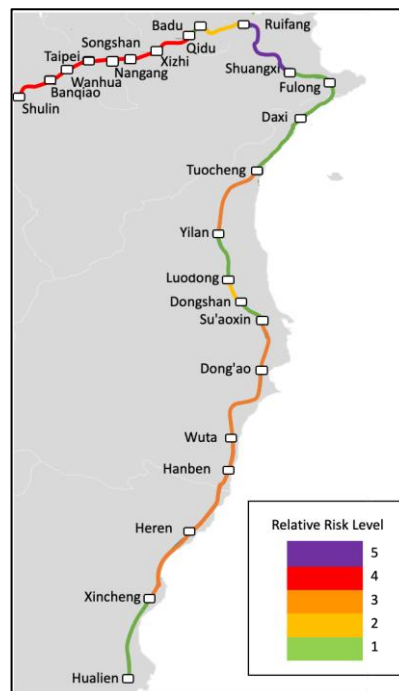 Badu
Ruifang
Songshan
Qidu
Taipei
Xizhi
Shuangxi
Nangang
Wanhua
Fulong
Banqiao
Shulin
Daxi
Tuocheng
Yilan
Luodong
Dongshan
Su'aoxin
Dong'ao
Wuta
Hanben
Relative Risk Level
Heren
5
4
3
Xincheng
2
1
Hualien